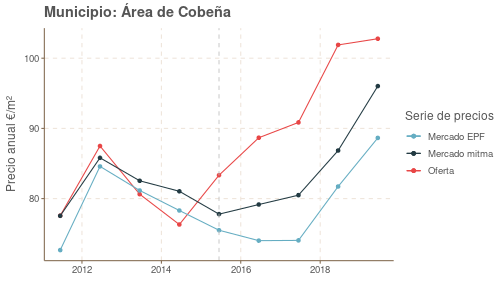 Municipio: Área de Cobeña
Precio anual €/m²
100
90
80
2012
2014
2016
2018
Serie de precios
Mercado EPF
Mercado mitma
Oferta